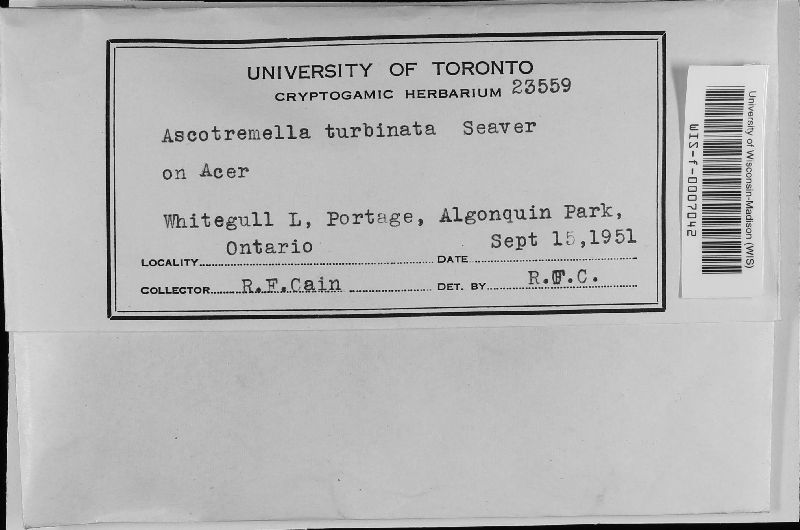 UNIVERSITY OF TORONTO
CRYPTOGAMIC HERBARIUM 23559
Ascotremella turbinata Seaver
on Acer
Whitegull L, Portage, Algonquin Park,
Ontario
Sept 15,1951
LOCALITY
DATE
COLLECTOR R.F.Cain
DET. BY R.F.C.
University of Wisconsin-Madison (WIS)
WIS-f-0007042